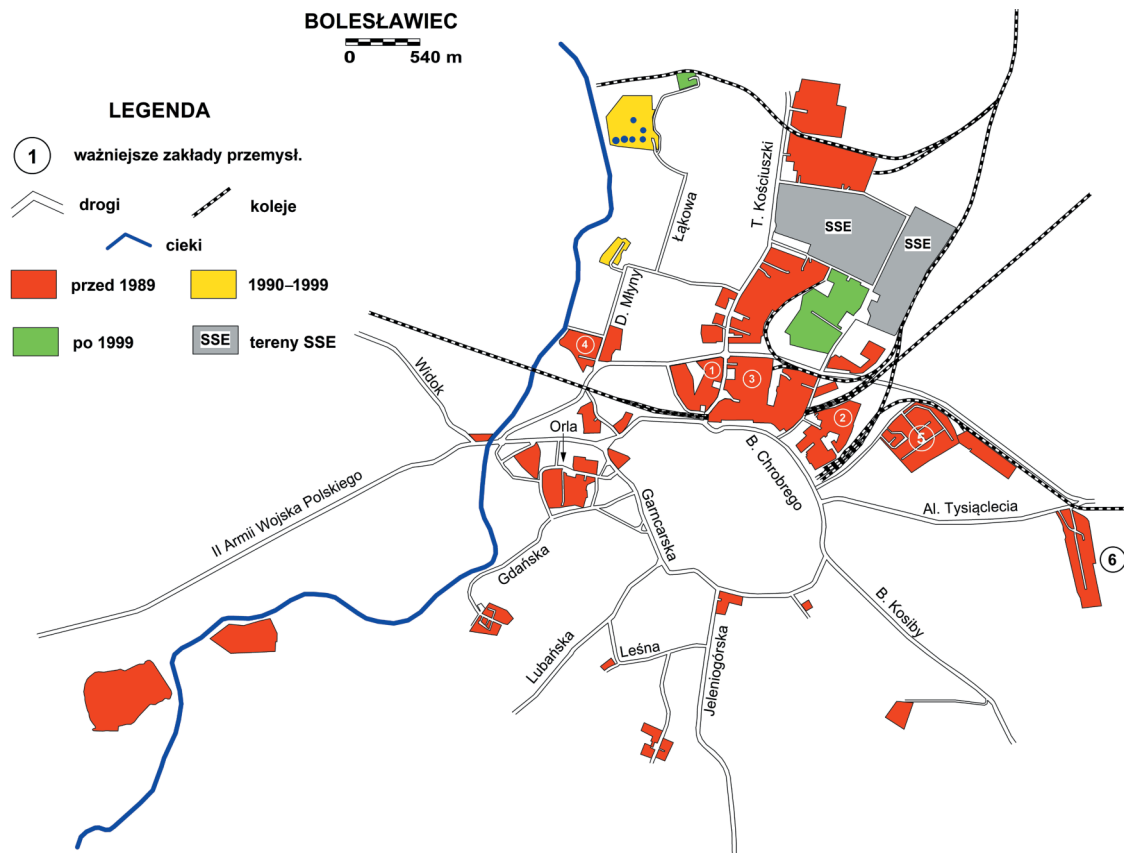 BOLESŁAWIEC
0 540 m
LEGENDA
1 ważniejsze zakłady przemysł.
drogi
koleje
cieki
przed 1989
1990–1999
po 1999
SSE tereny SSE
T. Kościuszki
Łąkowa
SSE
SSE
D. Młyny
4
1
3
2
5
6
Widok
Orla
B. Chrobrego
II Armii Wojska Polskiego
Garncarska
Al. Tysiąclecia
Gdańska
B. Kosiby
Lubańska
Leśna
Jeleniogórska